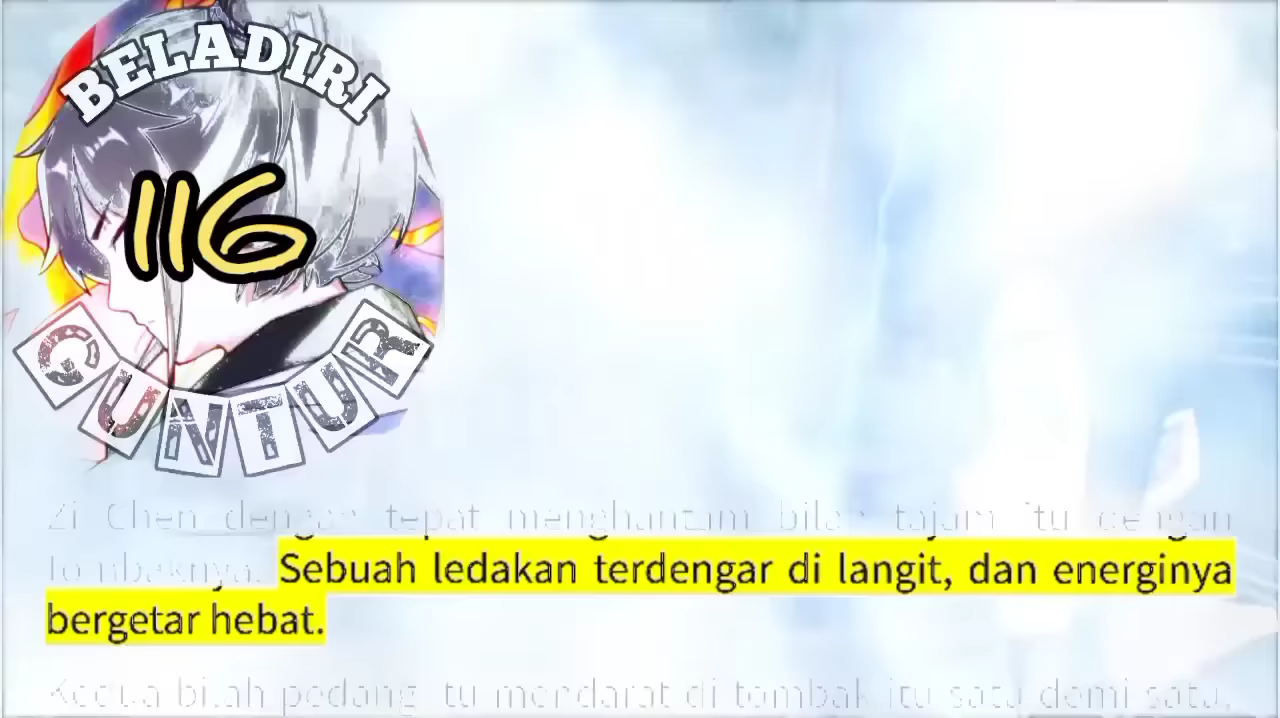 BELADIRI
116
GUNTUR
Zi Chen dengan tepat menghantam bilah tajam itu dengan
tombaknya. Sebuah ledakan terdengar di langit, dan energinya
bergetar hebat.
Kedua bilah pedang itu mendarat di tombak itu satu demi satu,